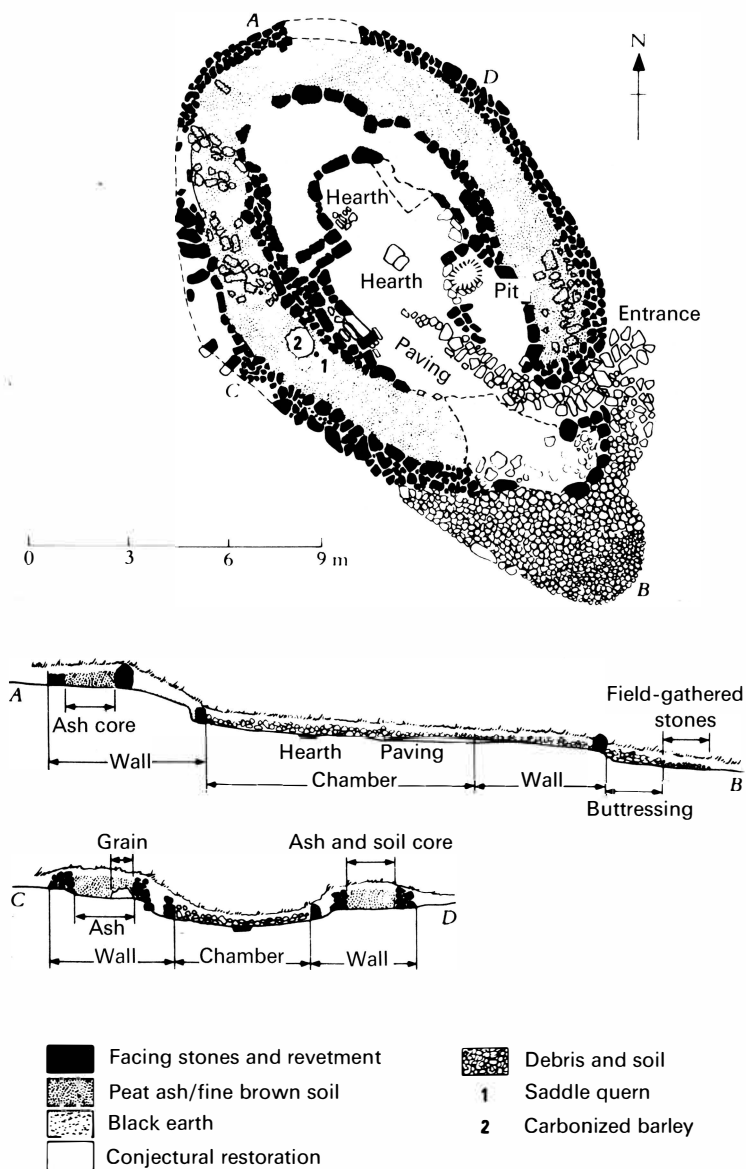 A
N
D
Hearth
Hearth
Pit
Entrance
2
1
Paving
C
0 3 6 9 m
B
A
Ash core
Wall
Hearth
Paving
Chamber
Wall
Field-gathered
stones
B
Buttressing
Grain
Ash and soil core
C
Ash
D
Wall
Chamber
Wall
Facing stones and revetment
Peat ash/fine brown soil
Black earth
Conjectural restoration
Debris and soil
1 Saddle quern
2 Carbonized barley